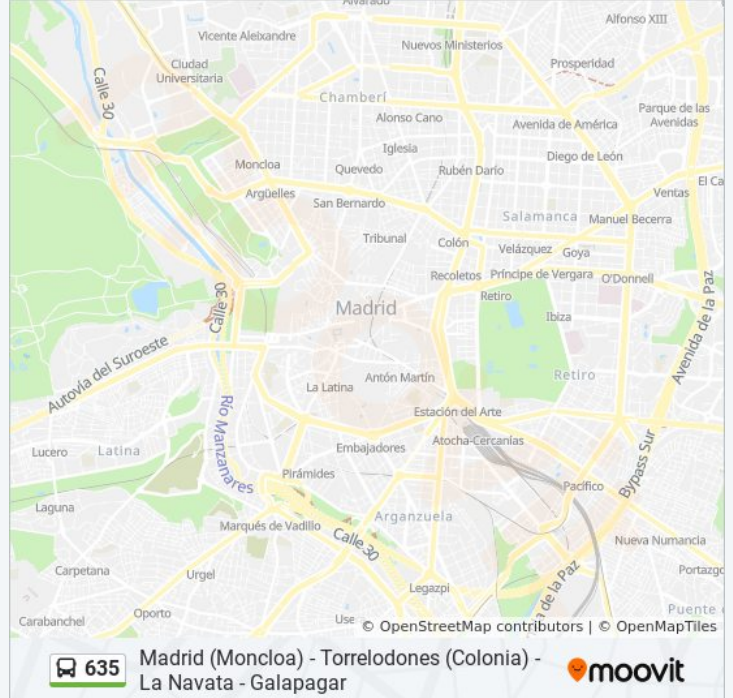 Alvarado
Alfonso XIII
Vicente Aleixandre
Nuevos Ministerios
Ciudad
Universitaria
Prosperidad
Calle 30
Chamberí
Parque de las
Avenidas
Alonso Cano
Avenida de América
Iglesia
Diego de León
Moncloa
Quevedo
Rubén Darío
El Ca
Argüelles
Ventas
San Bernardo
Salamanca
Manuel Becerra
Tribunal
Colón
Velázquez
Goya
Recoletos
Príncipe de Vergara
O'Donnell
Calle 30
Retiro
Madrid
Ibiza
Avenida de la Paz
Autovía del Suroeste
La Latina
Antón Martín
Retiro
Estación del Arte
Río Manzanares
Atocha-Cercanías
Lucero
Latina
Embajadores
Bypass Sur
Pirámides
Pacífico
Laguna
Arganzuela
Marqués de Vadillo
Calle 30
Nueva Numancia
Carpetana
Urgel
Portazgo
Legazpi
a de la Paz
Oporto
Puente
Carabanchel
Use
© OpenStreetMap contributors | © OpenMapTiles
635
Madrid (Moncloa) - Torrelodones (Colonia) -
La Navata - Galapagar
moovit